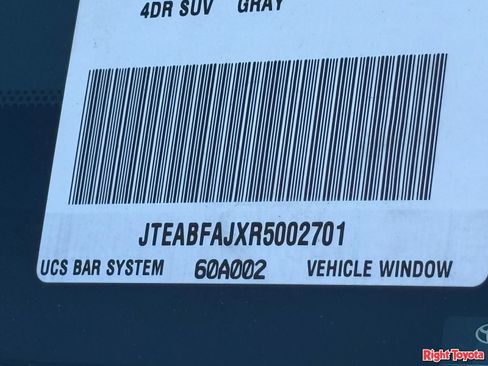 4DR SUV GRAY
JTEABFAJXR5002701
UCS BAR SYSTEM 60A002 VEHICLE WINDOW
Right Toyota